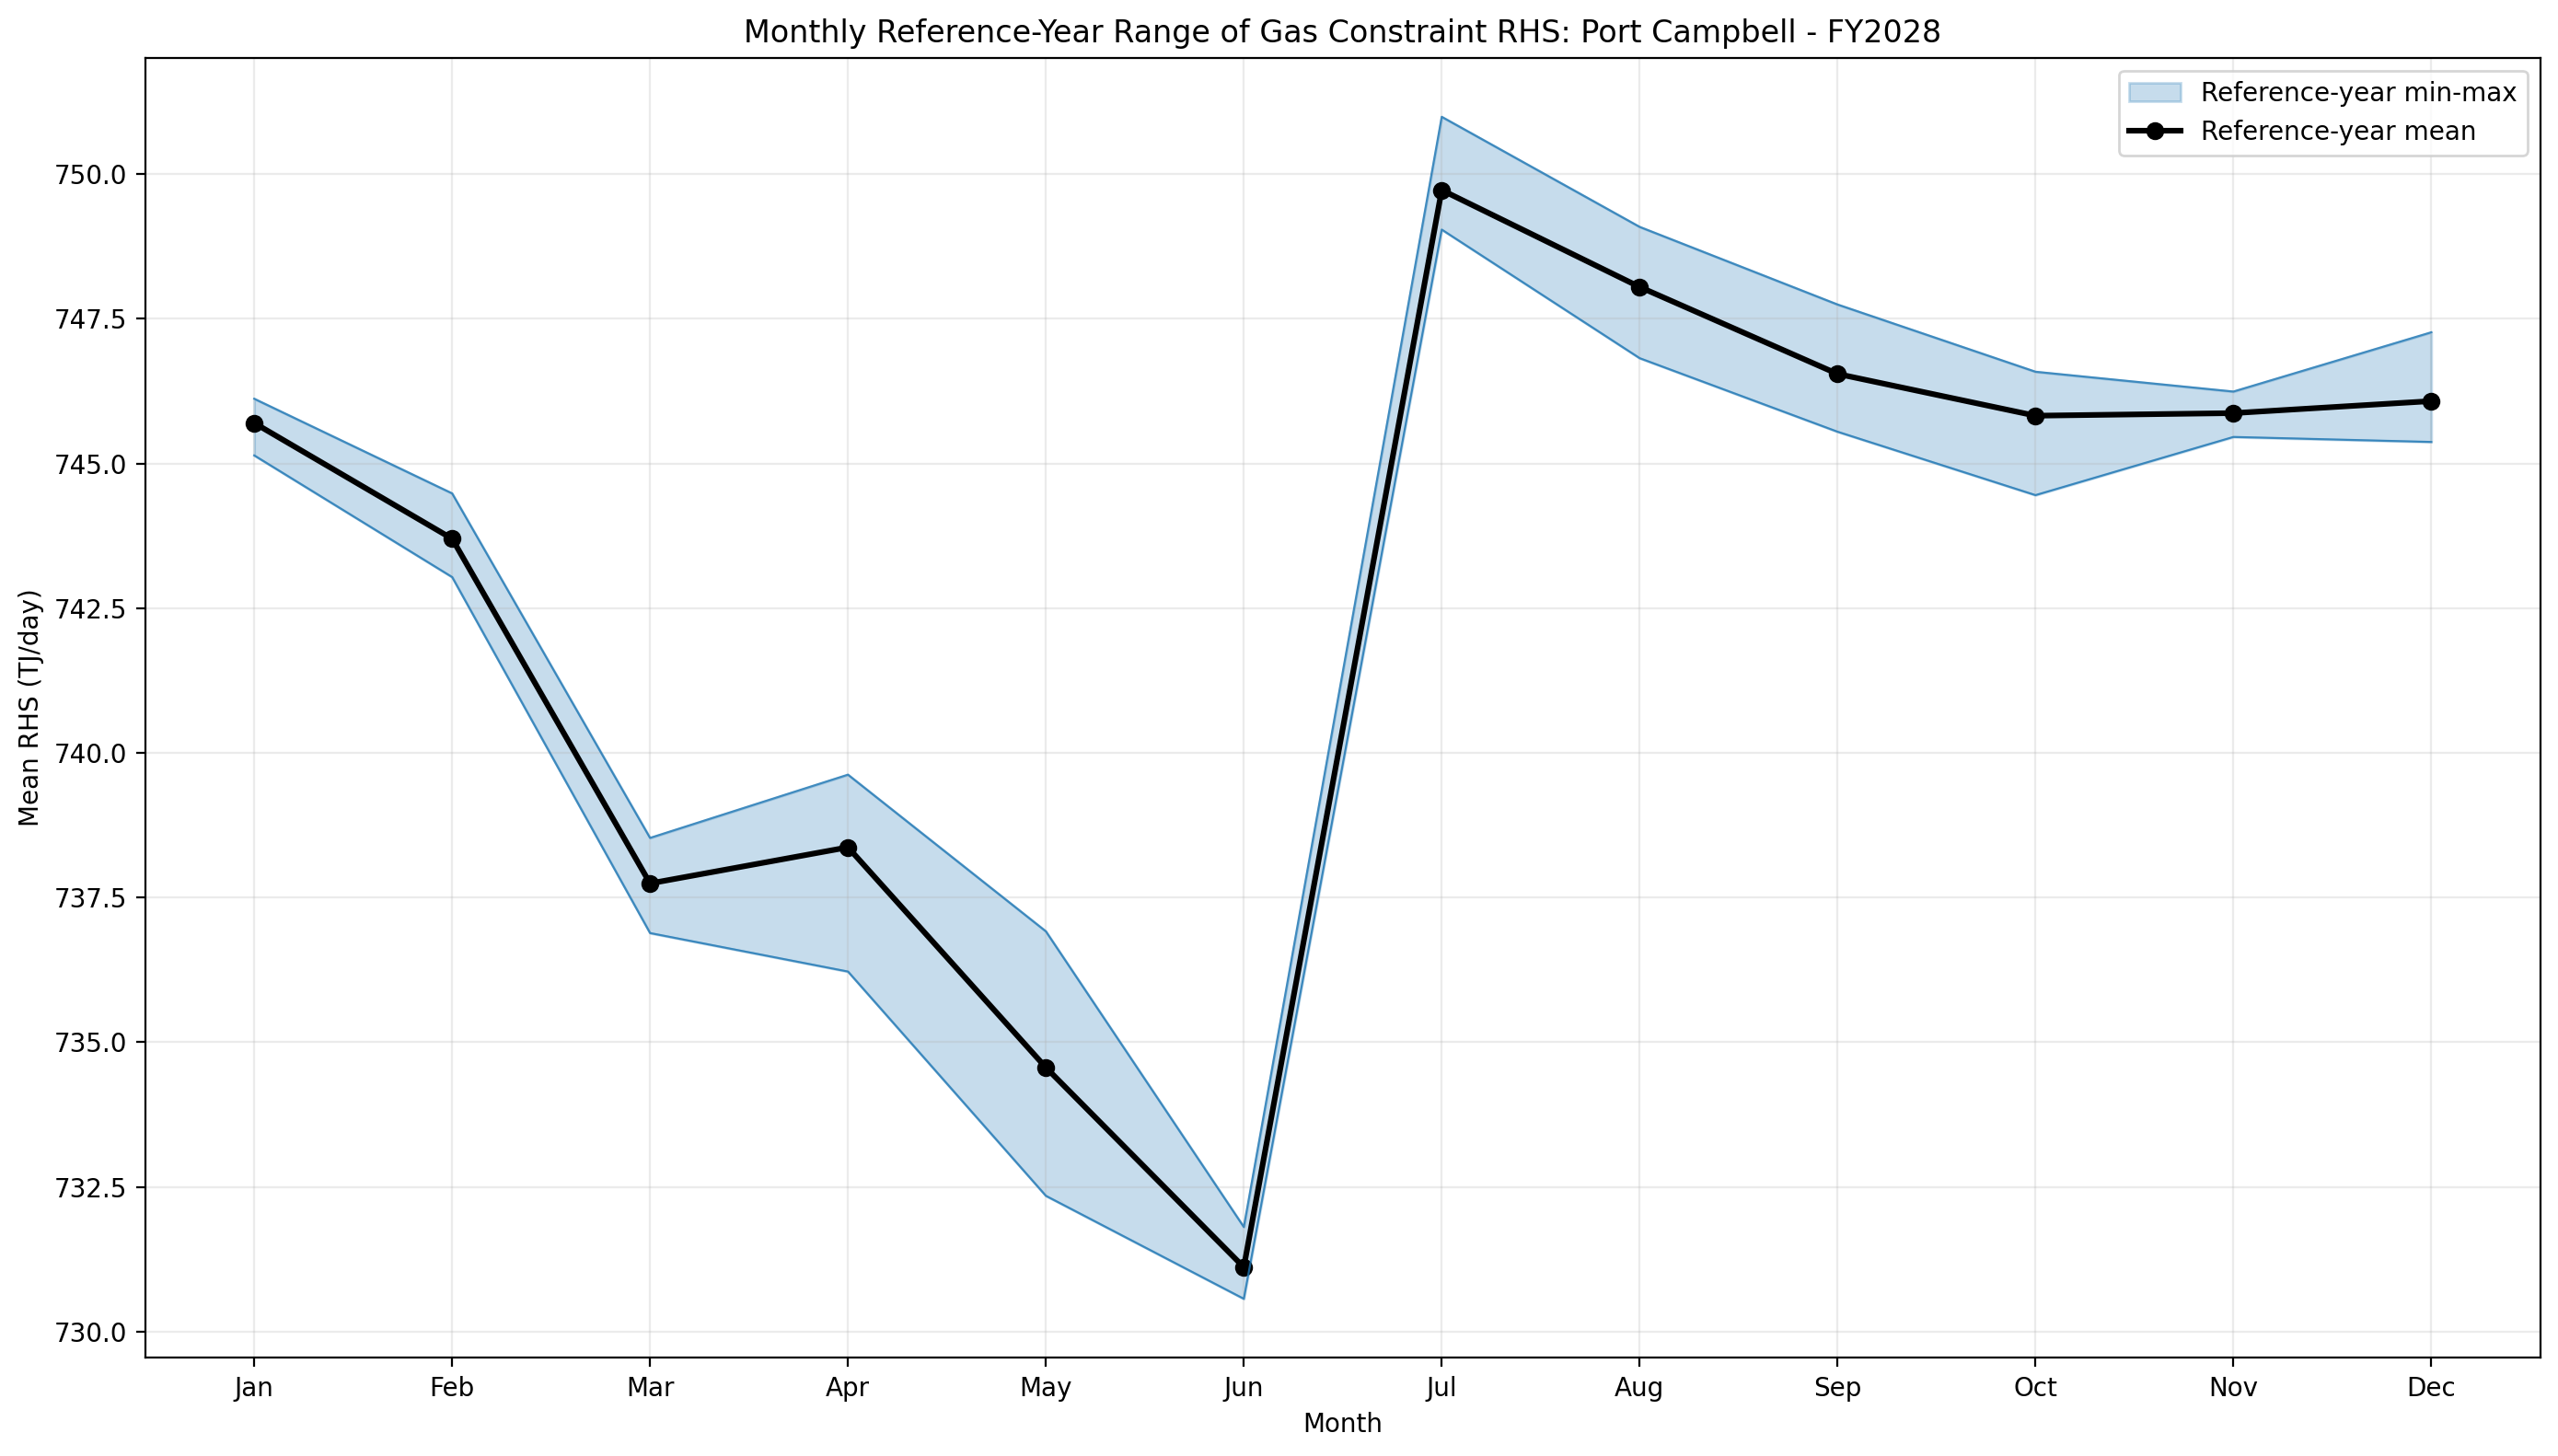 Monthly Reference-Year Range of Gas Constraint RHS: Port Campbell - FY2028
Reference-year min-max
Reference-year mean
Mean RHS (TJ/day)
750.0
747.5
745.0
742.5
740.0
737.5
735.0
732.5
730.0
Jan Feb Mar Apr May Jun Jul Aug Sep Oct Nov Dec
Month